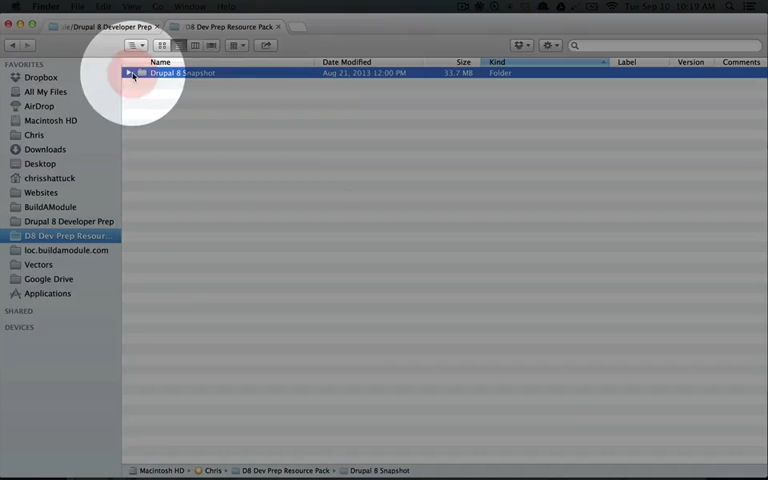 Finder File Edit View Go Window Help Tue Sep 10 10:19 AM
/Drupal 8 Developer Prep D8 Dev Prep Resource Pack
FAVORITES
Dropbox
All My Files
AirDrop
Macintosh HD
Chris
Downloads
Desktop
chrisshattuck
Websites
BuildAModule
Drupal 8 Developer Prep
D8 Dev Prep Resour...
loc.buildamodule.com
Vectors
Google Drive
Applications
SHARED
DEVICES
Name Date Modified Size Kind Label Version Comments
Drupal 8 Snapshot Aug 21, 2013 12:00 PM 33.7 MB Folder
Macintosh HD Chris D8 Dev Prep Resource Pack Drupal 8 Snapshot